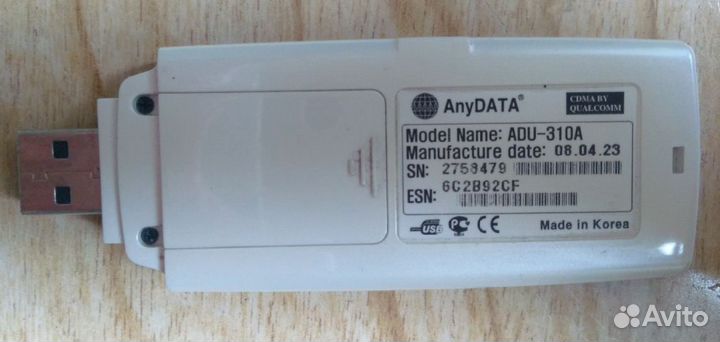 AnyDATA®
CDMA BY
QUALCOMM
Model Name: ADU-310A
Manufacture date: 08.04.23
SN: 2758479
ESN: 6C2B92CF
USB
CE
Made in Korea
Avito